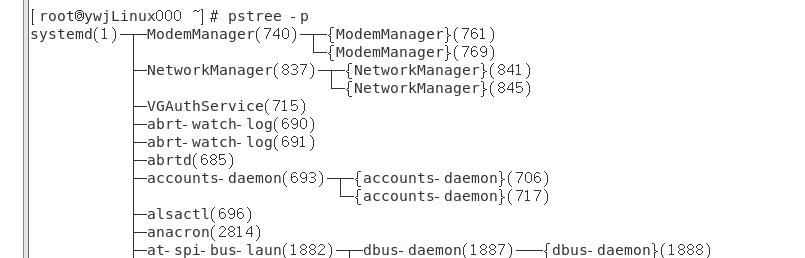 [root@ywjLinux000 ~]# pstree -p
systemd(1)─┬─ModemManager(740)─┬─{ModemManager}(761)
           │                   └─{ModemManager}(769)
           ├─NetworkManager(837)─┬─{NetworkManager}(841)
           │                     └─{NetworkManager}(845)
           ├─VGAuthService(715)
           ├─abrt-watch-log(690)
           ├─abrt-watch-log(691)
           ├─abrtd(685)
           ├─accounts-daemon(693)─┬─{accounts-daemon}(706)
           │                      └─{accounts-daemon}(717)
           ├─alsactl(696)
           ├─anacron(2814)
           ├─at-spi-bus-laun(1882)─┬─dbus-daemon(1887)───{dbus-daemon}(1888)